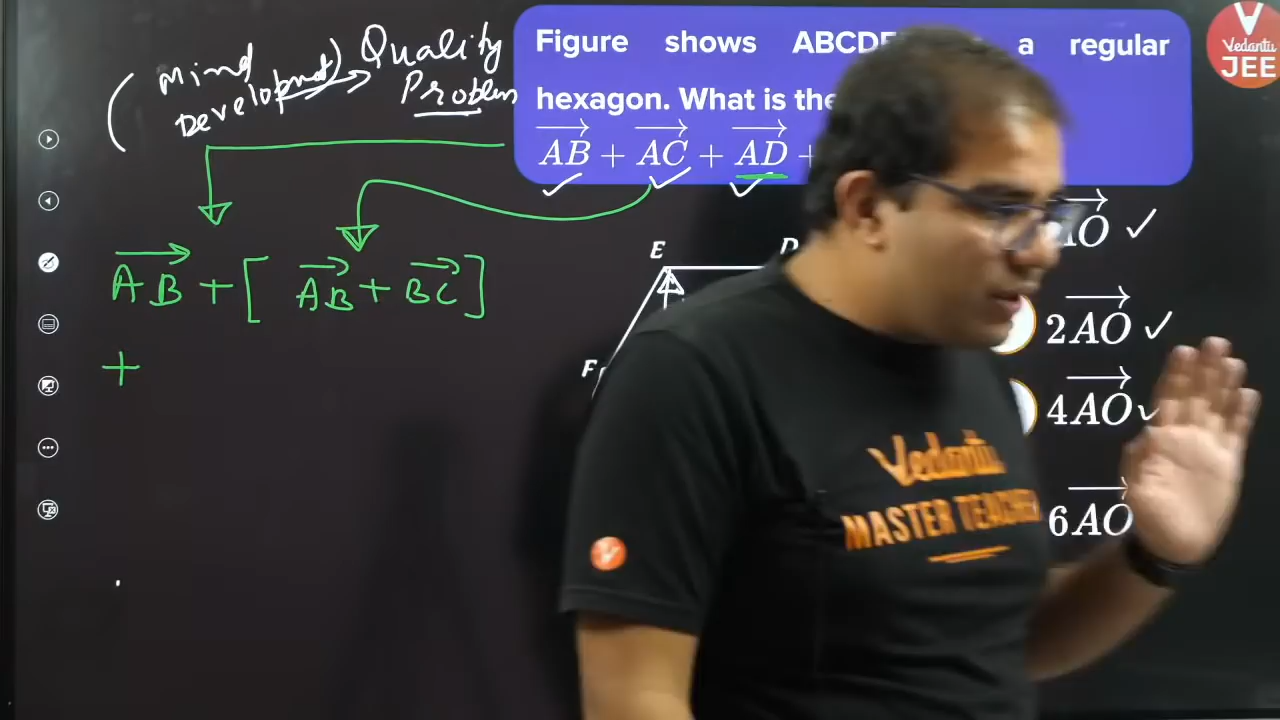 (Mind Development) → Quality Problem
Figure shows ABCDE a regular
hexagon. What is the
AB + AC + AD +
Vedantu
JEE
AB + [ AB + BC ]
+
E
D
F
AO
2AO
4AO
6AO
Vedantu
MASTER TEACHER